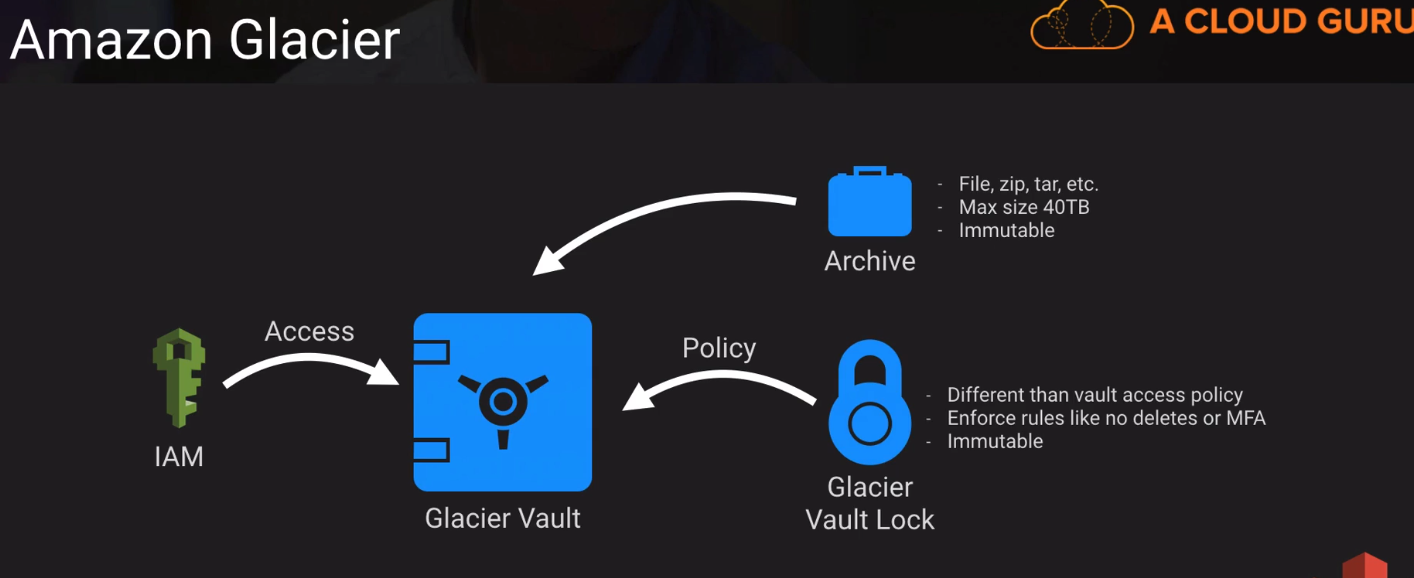 Amazon Glacier
A CLOUD GURU
- File, zip, tar, etc.
- Max size 40TB
- Immutable
Archive
Access
IAM
Glacier Vault
Policy
- Different than vault access policy
- Enforce rules like no deletes or MFA
- Immutable
Glacier
Vault Lock